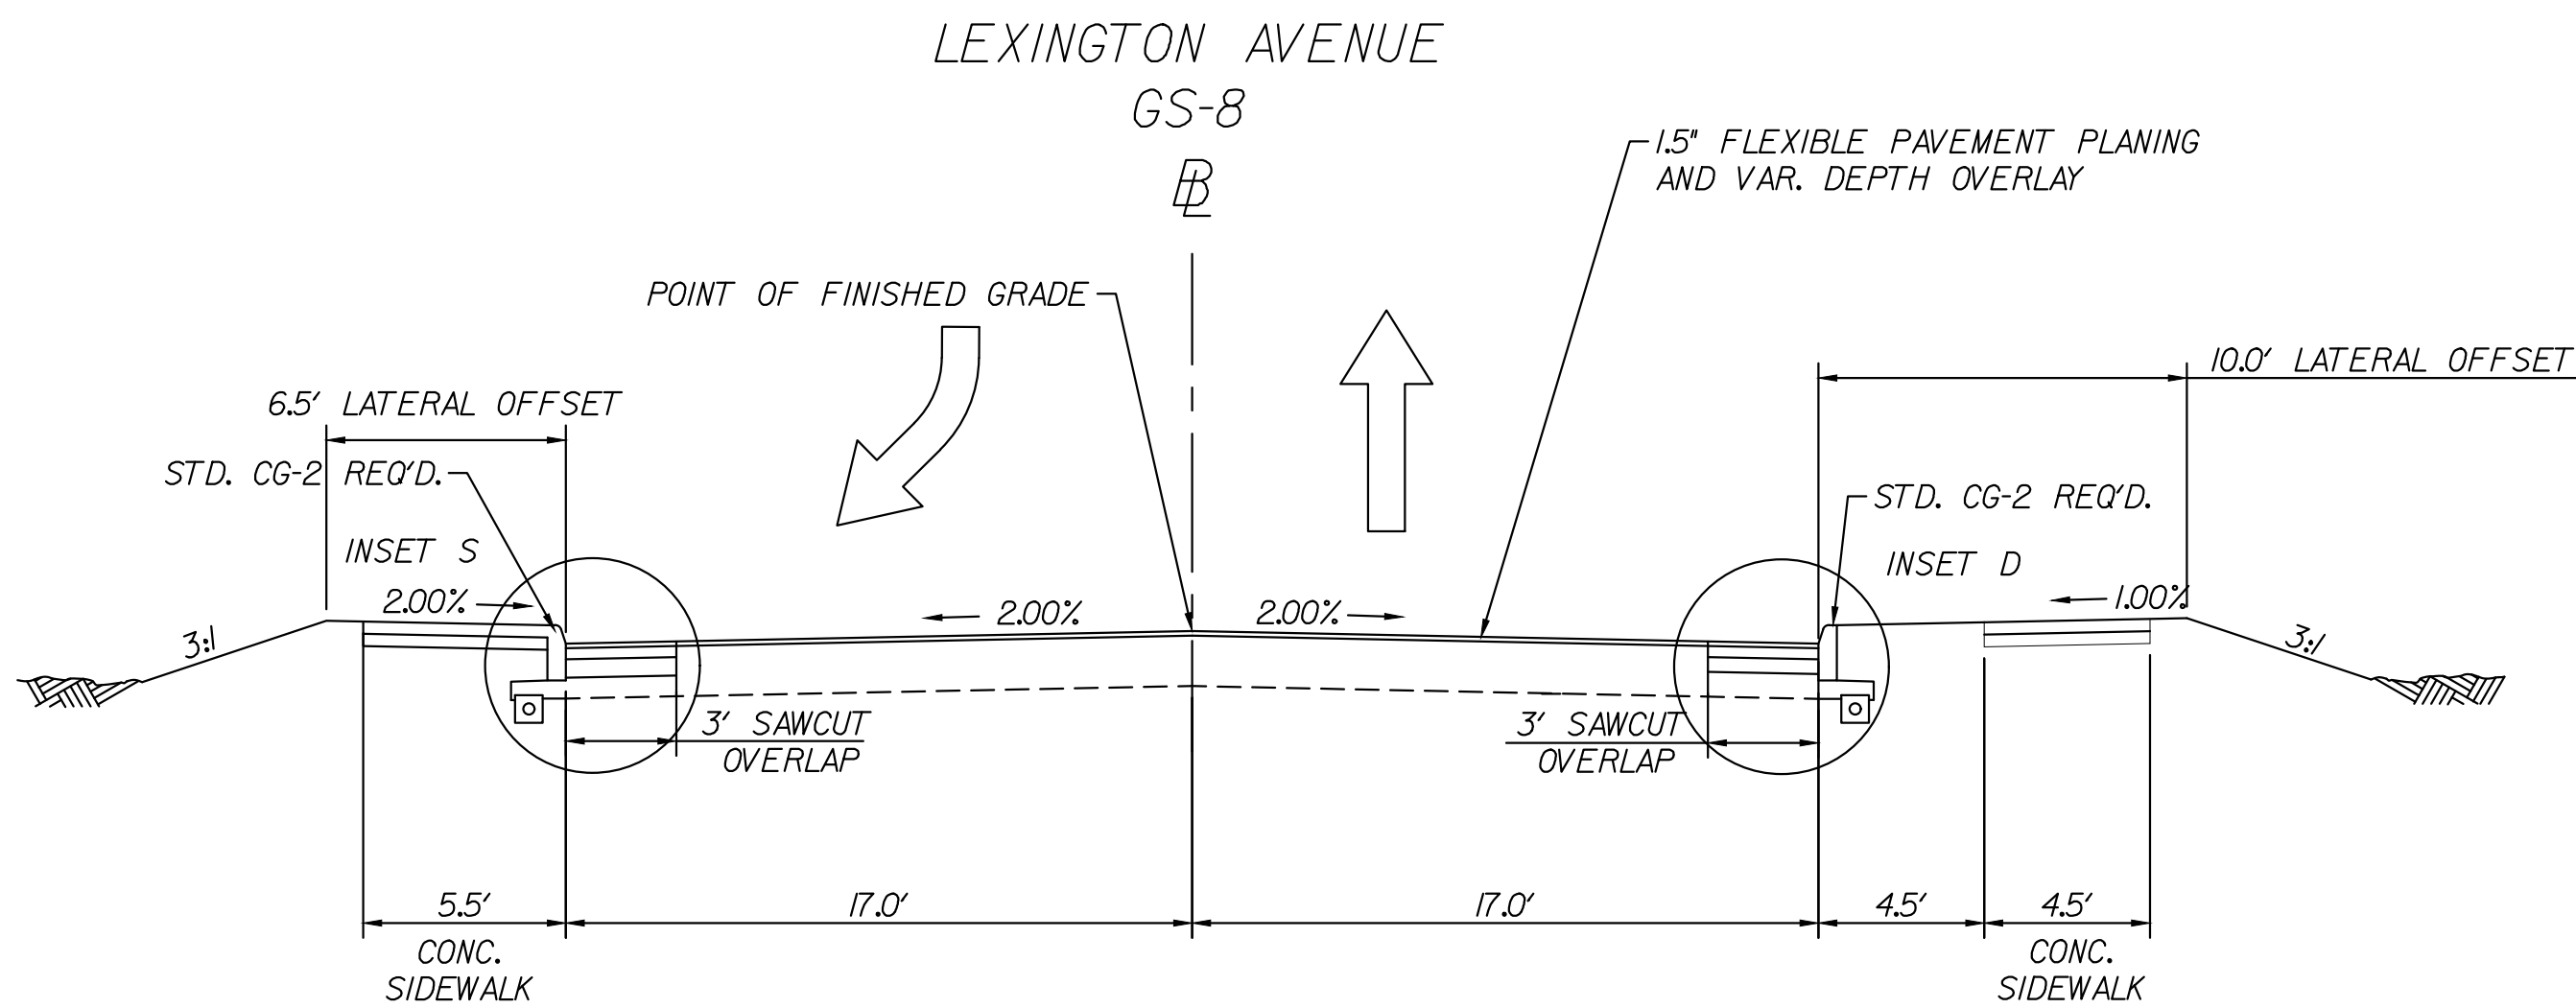 LEXINGTON AVENUE
GS-8
BL
1.5" FLEXIBLE PAVEMENT PLANING
AND VAR. DEPTH OVERLAY
POINT OF FINISHED GRADE
10.0' LATERAL OFFSET
6.5' LATERAL OFFSET
STD. CG-2 REQ'D.
STD. CG-2 REQ'D.
INSET S
INSET D
2.00%
2.00%
2.00%
1.00%
3:1
3:1
3' SAWCUT
OVERLAP
3' SAWCUT
OVERLAP
5.5'
17.0'
17.0'
4.5'
4.5'
CONC.
SIDEWALK
CONC.
SIDEWALK